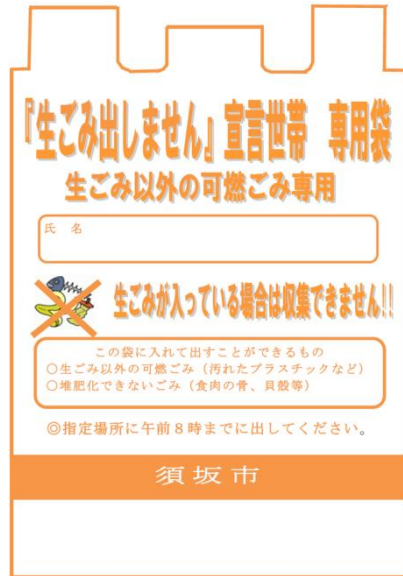 『生ごみ出しません』宣言世帯　専用袋
生ごみ以外の可燃ごみ専用
氏　名
生ごみが入っている場合は収集できません!!
この袋に入れて出すことができるもの
○生ごみ以外の可燃ごみ（汚れたプラスチックなど）
○堆肥化できないごみ（食肉の骨、貝殻等）
◎指定場所に午前８時までに出してください。
須坂市